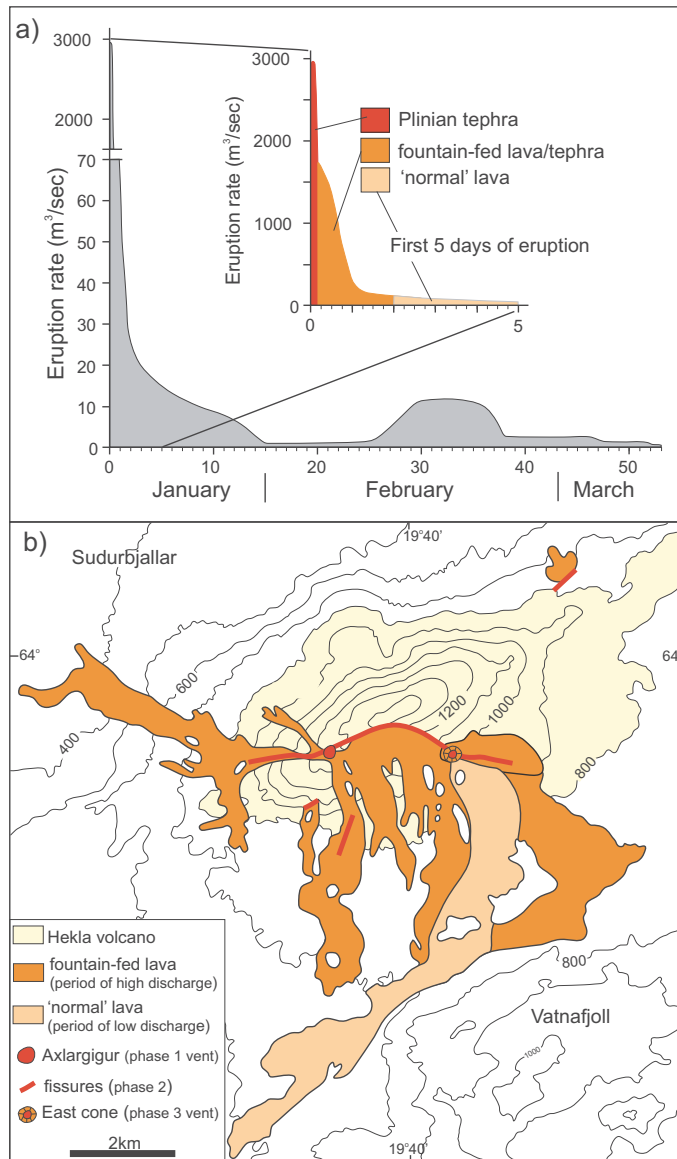 a)
3000
2000
70
60
50
40
30
20
10
0
Eruption rate (m³/sec)
0
10
20
30
40
50
January
February
March
3000
2000
1000
0
Eruption rate (m³/sec)
0
5
Plinian tephra
fountain-fed lava/tephra
‘normal’ lava
First 5 days of eruption
b)
Sudurbjallar
19°40’
64°
64
600
400
1200
1000
800
800
Vatnafjoll
1000
19°40’
Hekla volcano
fountain-fed lava
(period of high discharge)
‘normal’ lava
(period of low discharge)
Axlargigur (phase 1 vent)
fissures (phase 2)
East cone (phase 3 vent)
2km